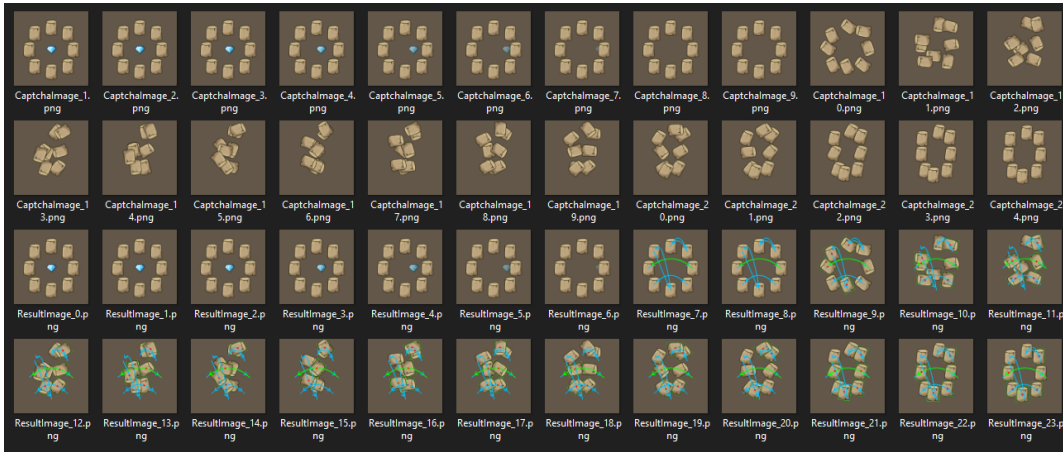 CaptchaImage_1.
png
CaptchaImage_2.
png
CaptchaImage_3.
png
CaptchaImage_4.
png
CaptchaImage_5.
png
CaptchaImage_6.
png
CaptchaImage_7.
png
CaptchaImage_8.
png
CaptchaImage_9.
png
CaptchaImage_1
0.png
CaptchaImage_1
1.png
CaptchaImage_1
2.png
CaptchaImage_1
3.png
CaptchaImage_1
4.png
CaptchaImage_1
5.png
CaptchaImage_1
6.png
CaptchaImage_1
7.png
CaptchaImage_1
8.png
CaptchaImage_1
9.png
CaptchaImage_2
0.png
CaptchaImage_2
1.png
CaptchaImage_2
2.png
CaptchaImage_2
3.png
CaptchaImage_2
4.png
ResultImage_0.p
ng
ResultImage_1.p
ng
ResultImage_2.p
ng
ResultImage_3.p
ng
ResultImage_4.p
ng
ResultImage_5.p
ng
ResultImage_6.p
ng
ResultImage_7.p
ng
ResultImage_8.p
ng
ResultImage_9.p
ng
ResultImage_10.p
ng
ResultImage_11.p
ng
ResultImage_12.p
ng
ResultImage_13.p
ng
ResultImage_14.p
ng
ResultImage_15.p
ng
ResultImage_16.p
ng
ResultImage_17.p
ng
ResultImage_18.p
ng
ResultImage_19.p
ng
ResultImage_20.p
ng
ResultImage_21.p
ng
ResultImage_22.p
ng
ResultImage_23.p
ng